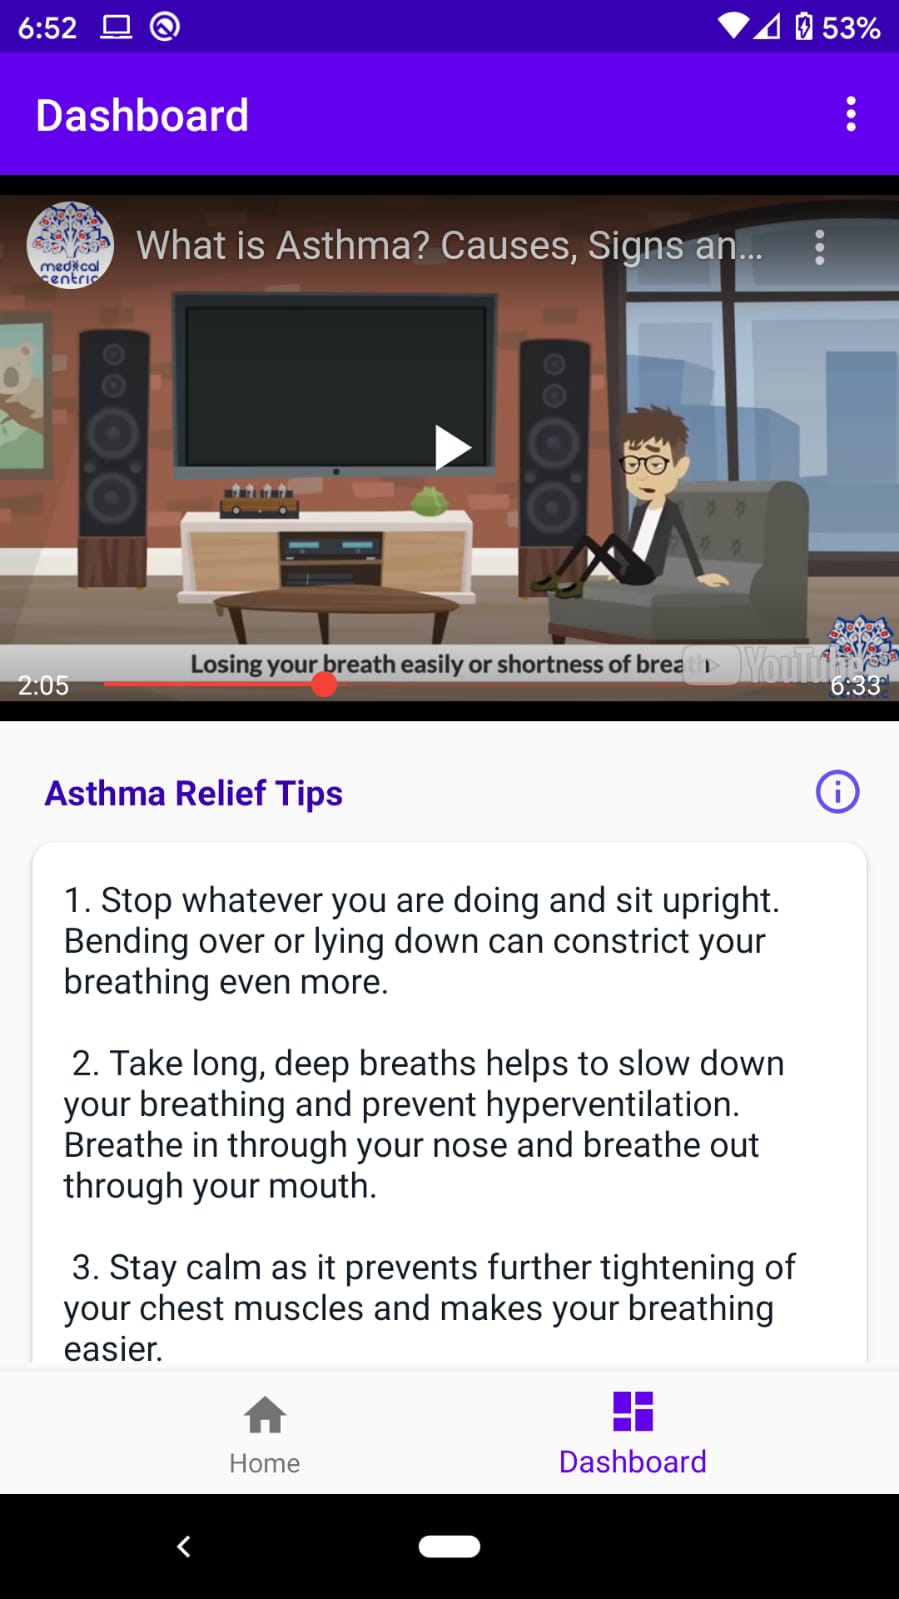 6:52
53%
Dashboard
medical
centric
What is Asthma? Causes, Signs an...
Losing your breath easily or shortness of breath
YouTube
2:05
6:33
Asthma Relief Tips
1. Stop whatever you are doing and sit upright.
Bending over or lying down can constrict your
breathing even more.
2. Take long, deep breaths helps to slow down
your breathing and prevent hyperventilation.
Breathe in through your nose and breathe out
through your mouth.
3. Stay calm as it prevents further tightening of
your chest muscles and makes your breathing
easier.
Home
Dashboard